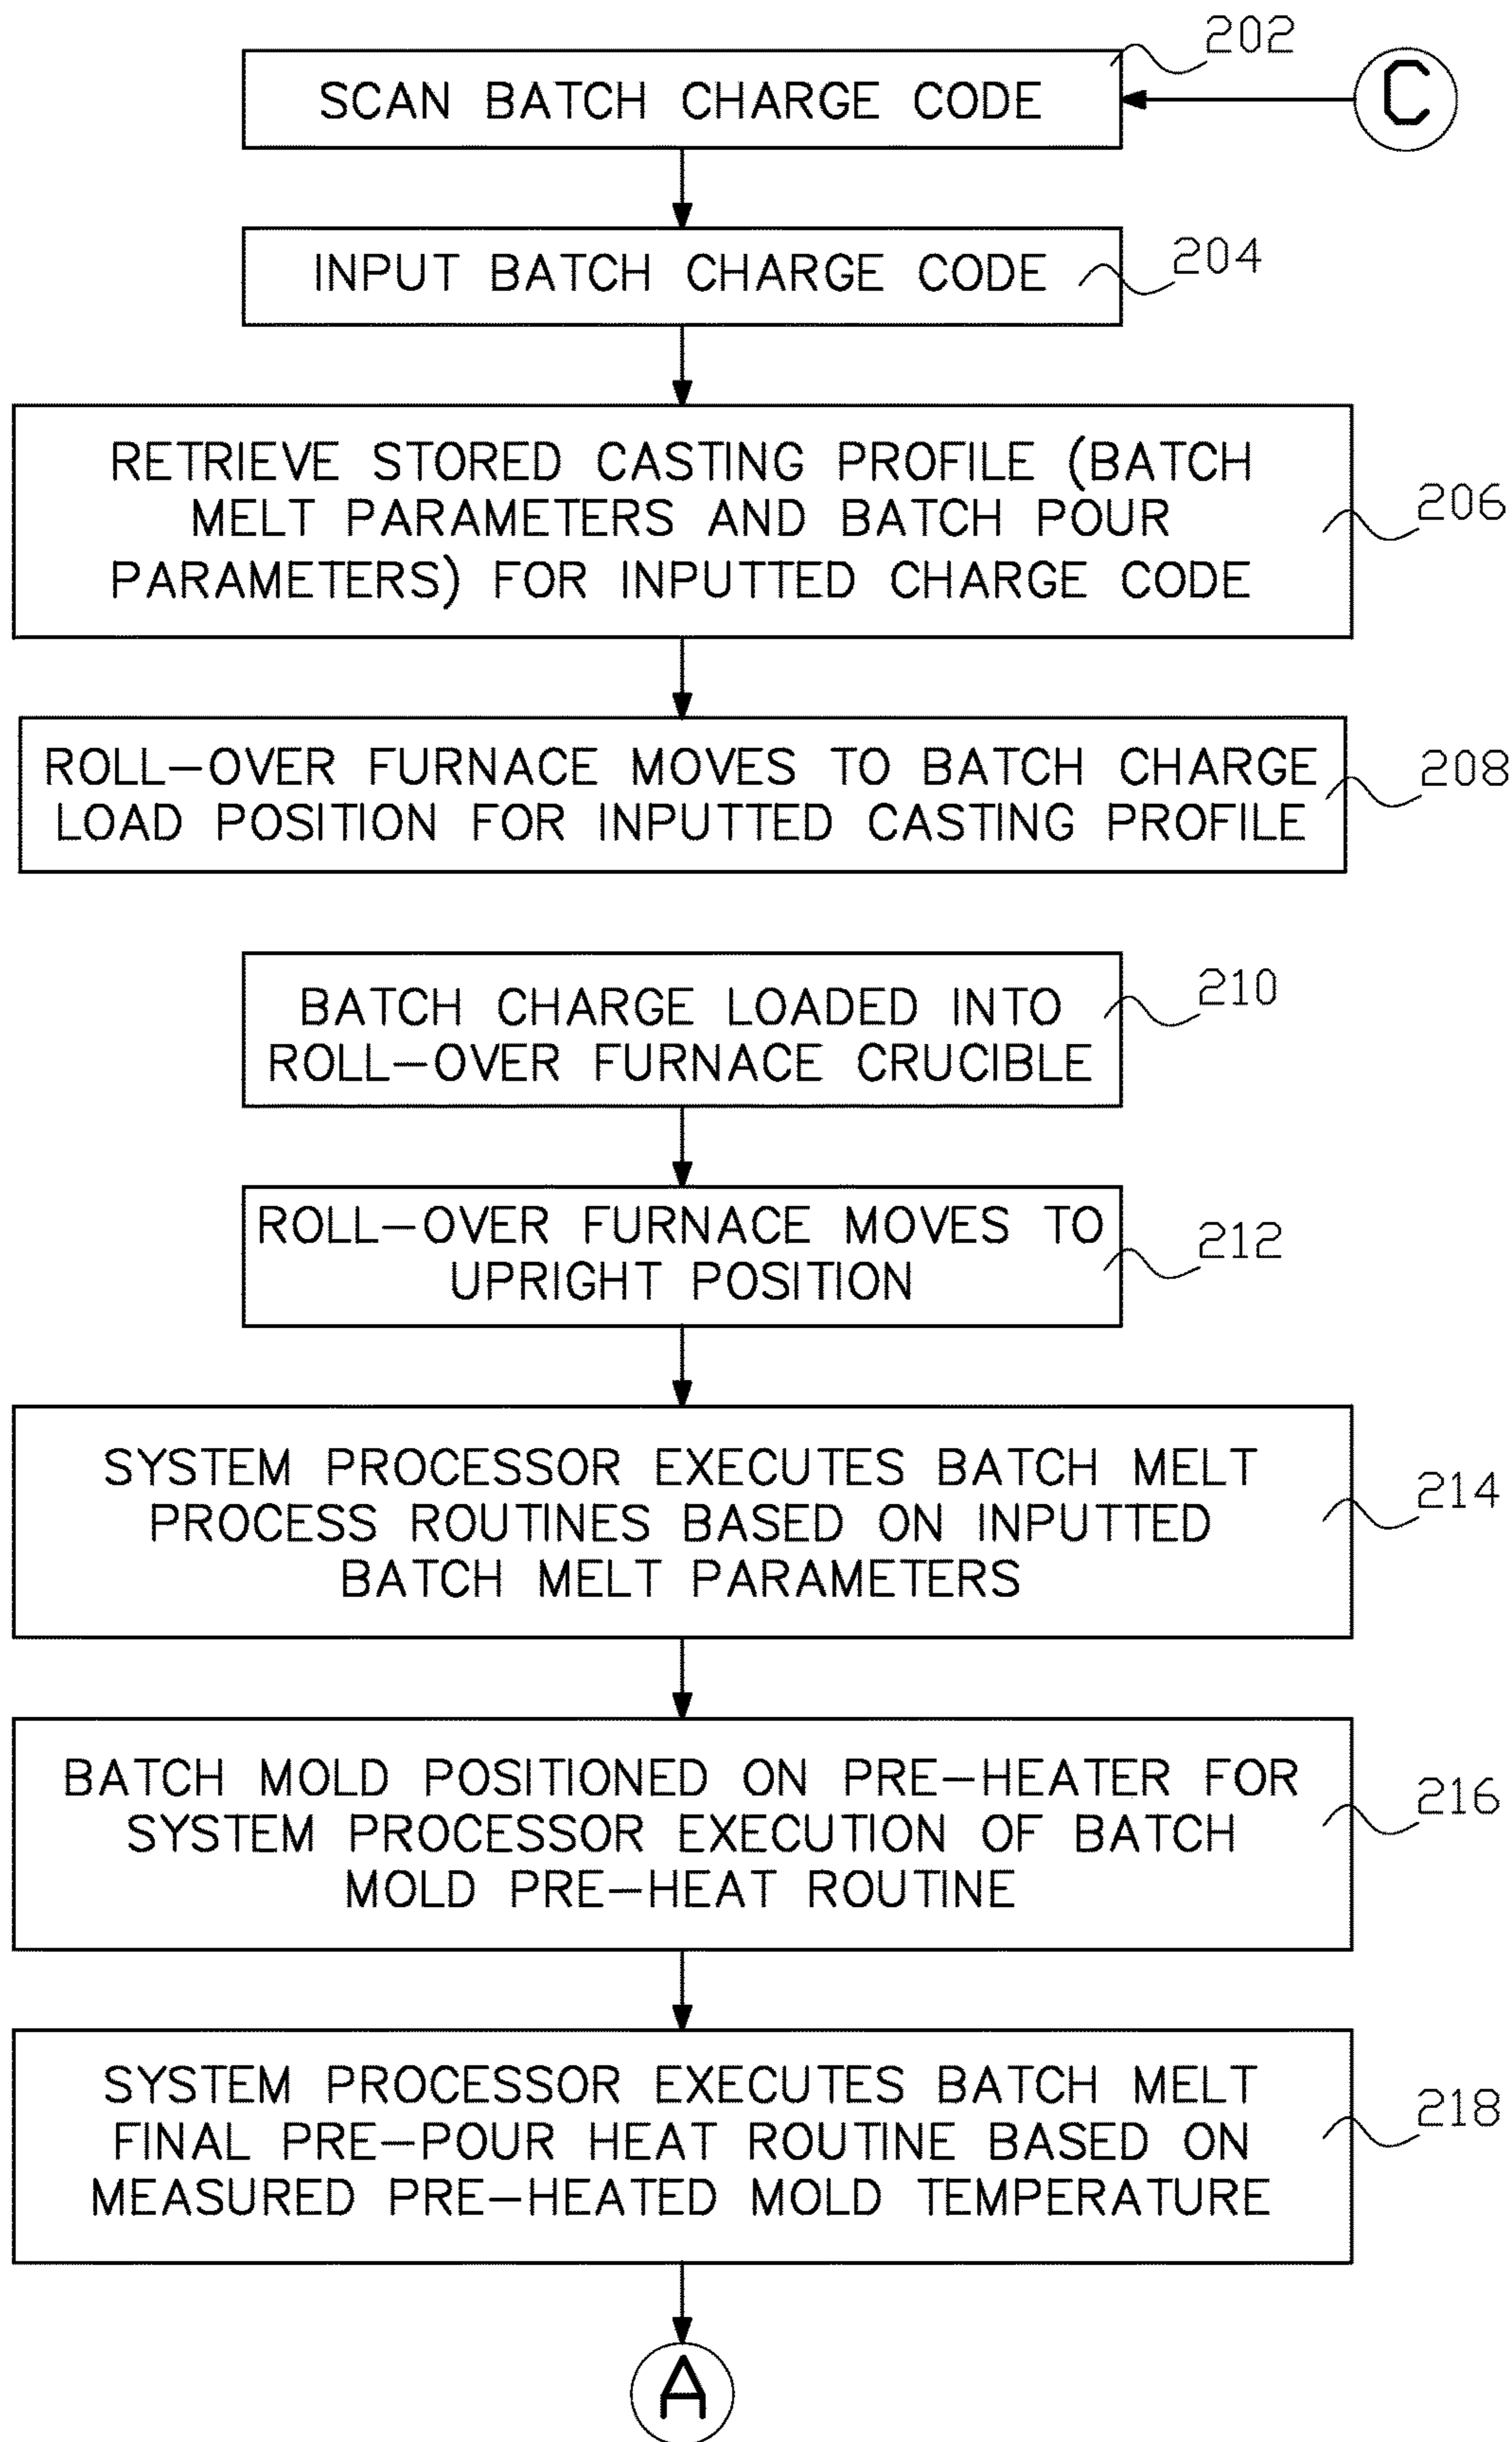 202
SCAN BATCH CHARGE CODE
C
INPUT BATCH CHARGE CODE
204
RETRIEVE STORED CASTING PROFILE (BATCH
MELT PARAMETERS AND BATCH POUR
PARAMETERS) FOR INPUTTED CHARGE CODE
206
ROLL-OVER FURNACE MOVES TO BATCH CHARGE
LOAD POSITION FOR INPUTTED CASTING PROFILE
208
BATCH CHARGE LOADED INTO
ROLL-OVER FURNACE CRUCIBLE
210
ROLL-OVER FURNACE MOVES TO
UPRIGHT POSITION
212
SYSTEM PROCESSOR EXECUTES BATCH MELT
PROCESS ROUTINES BASED ON INPUTTED
BATCH MELT PARAMETERS
214
BATCH MOLD POSITIONED ON PRE-HEATER FOR
SYSTEM PROCESSOR EXECUTION OF BATCH
MOLD PRE-HEAT ROUTINE
216
SYSTEM PROCESSOR EXECUTES BATCH MELT
FINAL PRE-POUR HEAT ROUTINE BASED ON
MEASURED PRE-HEATED MOLD TEMPERATURE
218
A